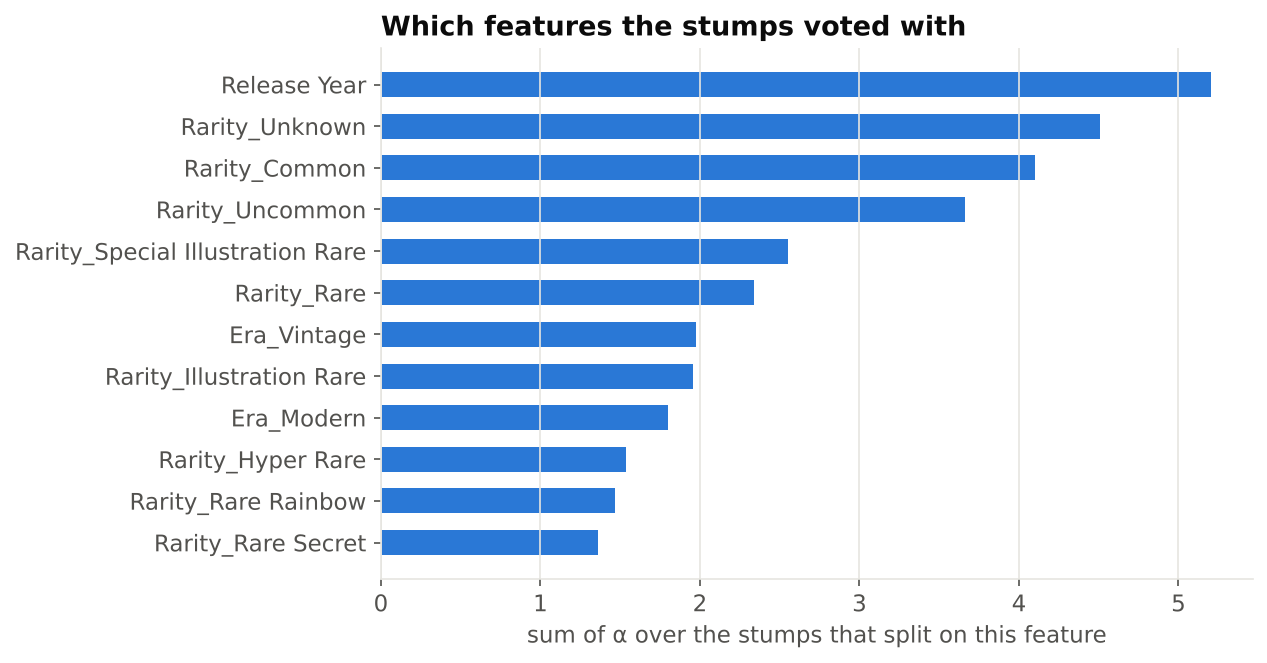 Which features the stumps voted with
Release Year
Rarity_Unknown
Rarity_Common
Rarity_Uncommon
Rarity_Special Illustration Rare
Rarity_Rare
Era_Vintage
Rarity_Illustration Rare
Era_Modern
Rarity_Hyper Rare
Rarity_Rare Rainbow
Rarity_Rare Secret
0 1 2 3 4 5
sum of α over the stumps that split on this feature